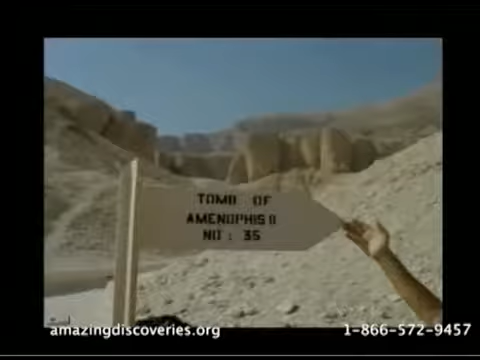 TOMB OF
AMENOPHIS II
NO : 35
amazingdiscoveries.org 1-866-572-9457